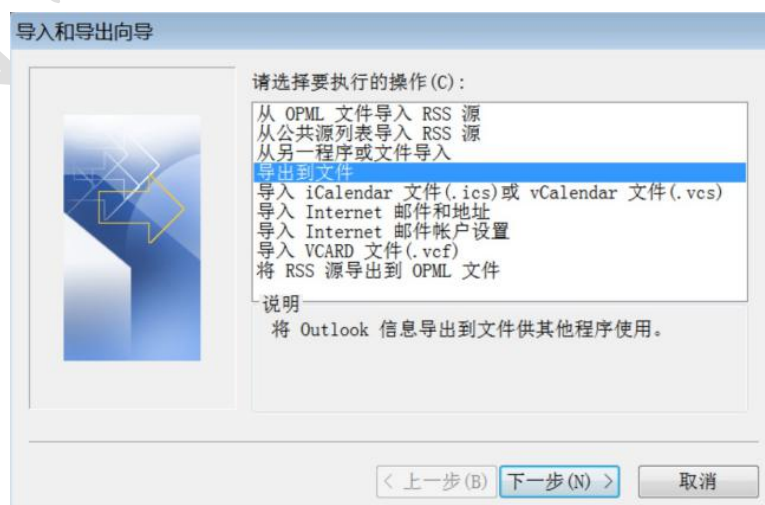 导入和导出向导
请选择要执行的操作(C):
从 OPML 文件导入 RSS 源
从公共源列表导入 RSS 源
从另一程序或文件导入
导出到文件
导入 iCalendar 文件(.ics)或 vCalendar 文件(.vcs)
导入 Internet 邮件和地址
导入 Internet 邮件帐户设置
导入 VCARD 文件(.vcf)
将 RSS 源导出到 OPML 文件
说明
将 Outlook 信息导出到文件供其他程序使用。
< 上一步(B) 下一步(N) > 取消